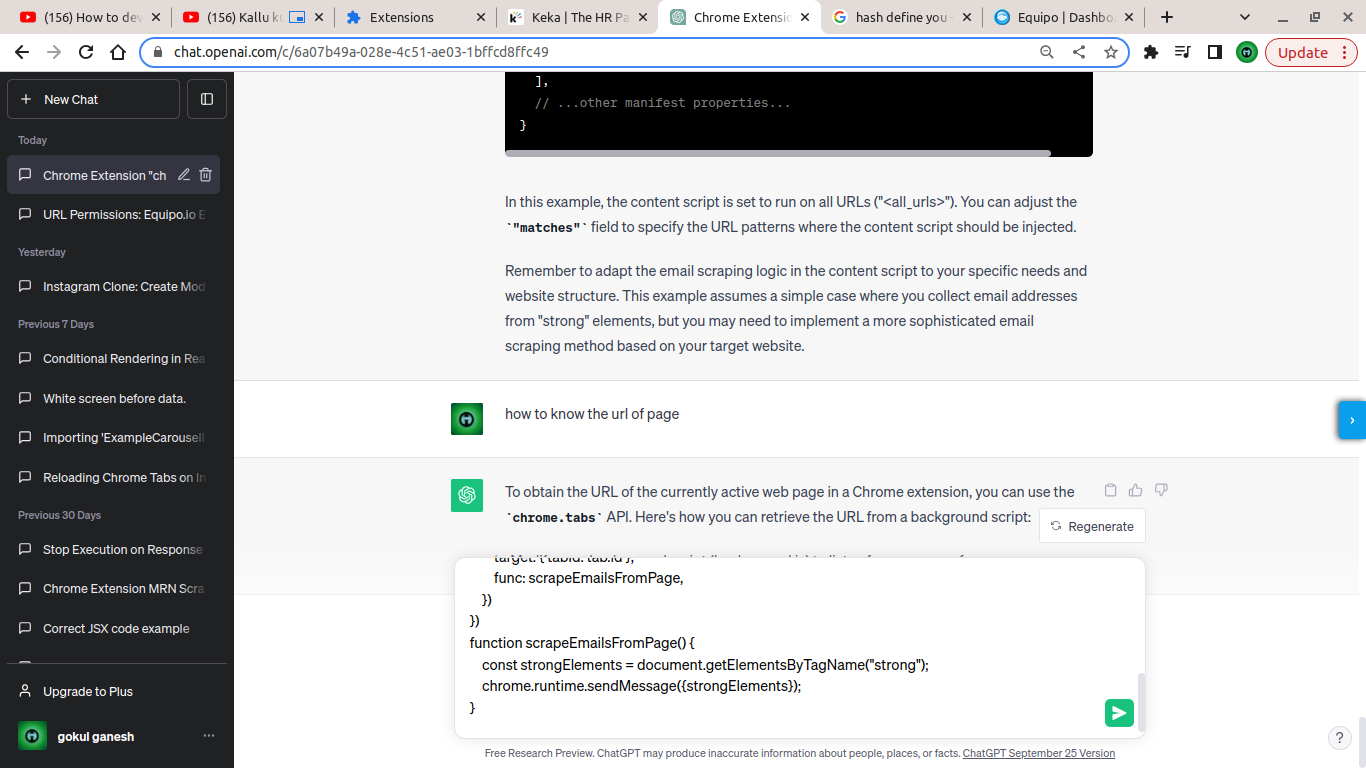 (156) How to dev
(156) Kallu ku
Extensions
Keka | The HR Pa
Chrome Extensio
hash define you
Equipo | Dashbo
chat.openai.com/c/6a07b49a-028e-4c51-ae03-1bffcd8ffc49
Update
New Chat
Today
Chrome Extension "ch
URL Permissions: Equipo.io E
Yesterday
Instagram Clone: Create Mod
Previous 7 Days
Conditional Rendering in Rea
White screen before data.
Importing 'ExampleCarousell
Reloading Chrome Tabs on In
Previous 30 Days
Stop Execution on Response
Chrome Extension MRN Scra
Correct JSX code example
Upgrade to Plus
gokul ganesh
],
// ...other manifest properties...
}
In this example, the content script is set to run on all URLs ("<all_urls>"). You can adjust the
`"matches"` field to specify the URL patterns where the content script should be injected.
Remember to adapt the email scraping logic in the content script to your specific needs and
website structure. This example assumes a simple case where you collect email addresses
from "strong" elements, but you may need to implement a more sophisticated email
scraping method based on your target website.
how to know the url of page
To obtain the URL of the currently active web page in a Chrome extension, you can use the
`chrome.tabs` API. Here's how you can retrieve the URL from a background script:
Regenerate
target: { tabId: tab.id },
func: scrapeEmailsFromPage,
})
})
function scrapeEmailsFromPage() {
const strongElements = document.getElementsByTagName("strong");
chrome.runtime.sendMessage({strongElements});
}
Free Research Preview. ChatGPT may produce inaccurate information about people, places, or facts. ChatGPT September 25 Version
?